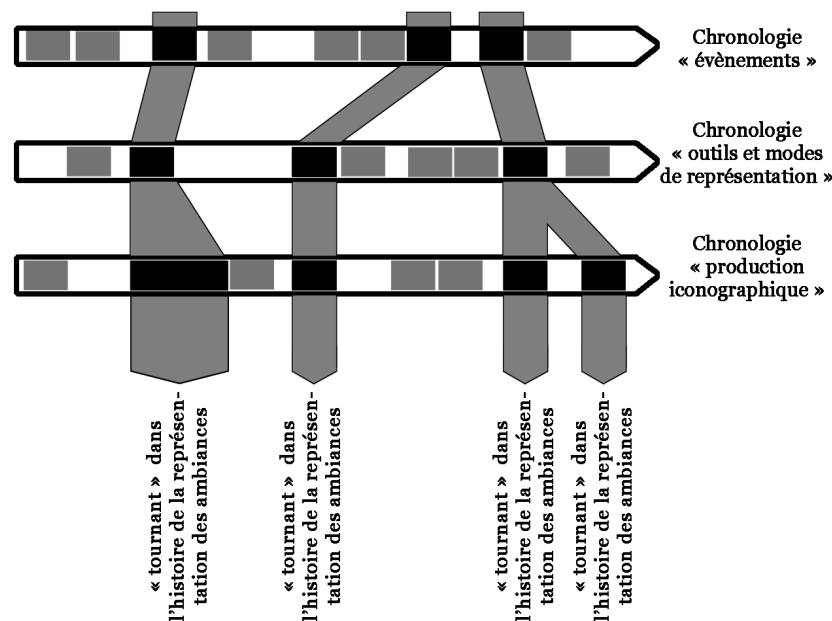 Chronologie
« évènements »
Chronologie
« outils et modes
de représentation »
Chronologie
« production
iconographique »
« tournant » dans
l'histoire de la représen-
tation des ambiances
« tournant » dans
l'histoire de la représen-
tation des ambiances
« tournant » dans
l'histoire de la représen-
tation des ambiances
« tournant » dans
l'histoire de la représen-
tation des ambiances